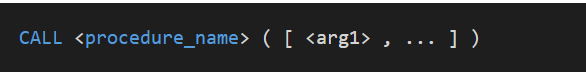 CALL <procedure_name> ( [ <arg1> , ... ] )